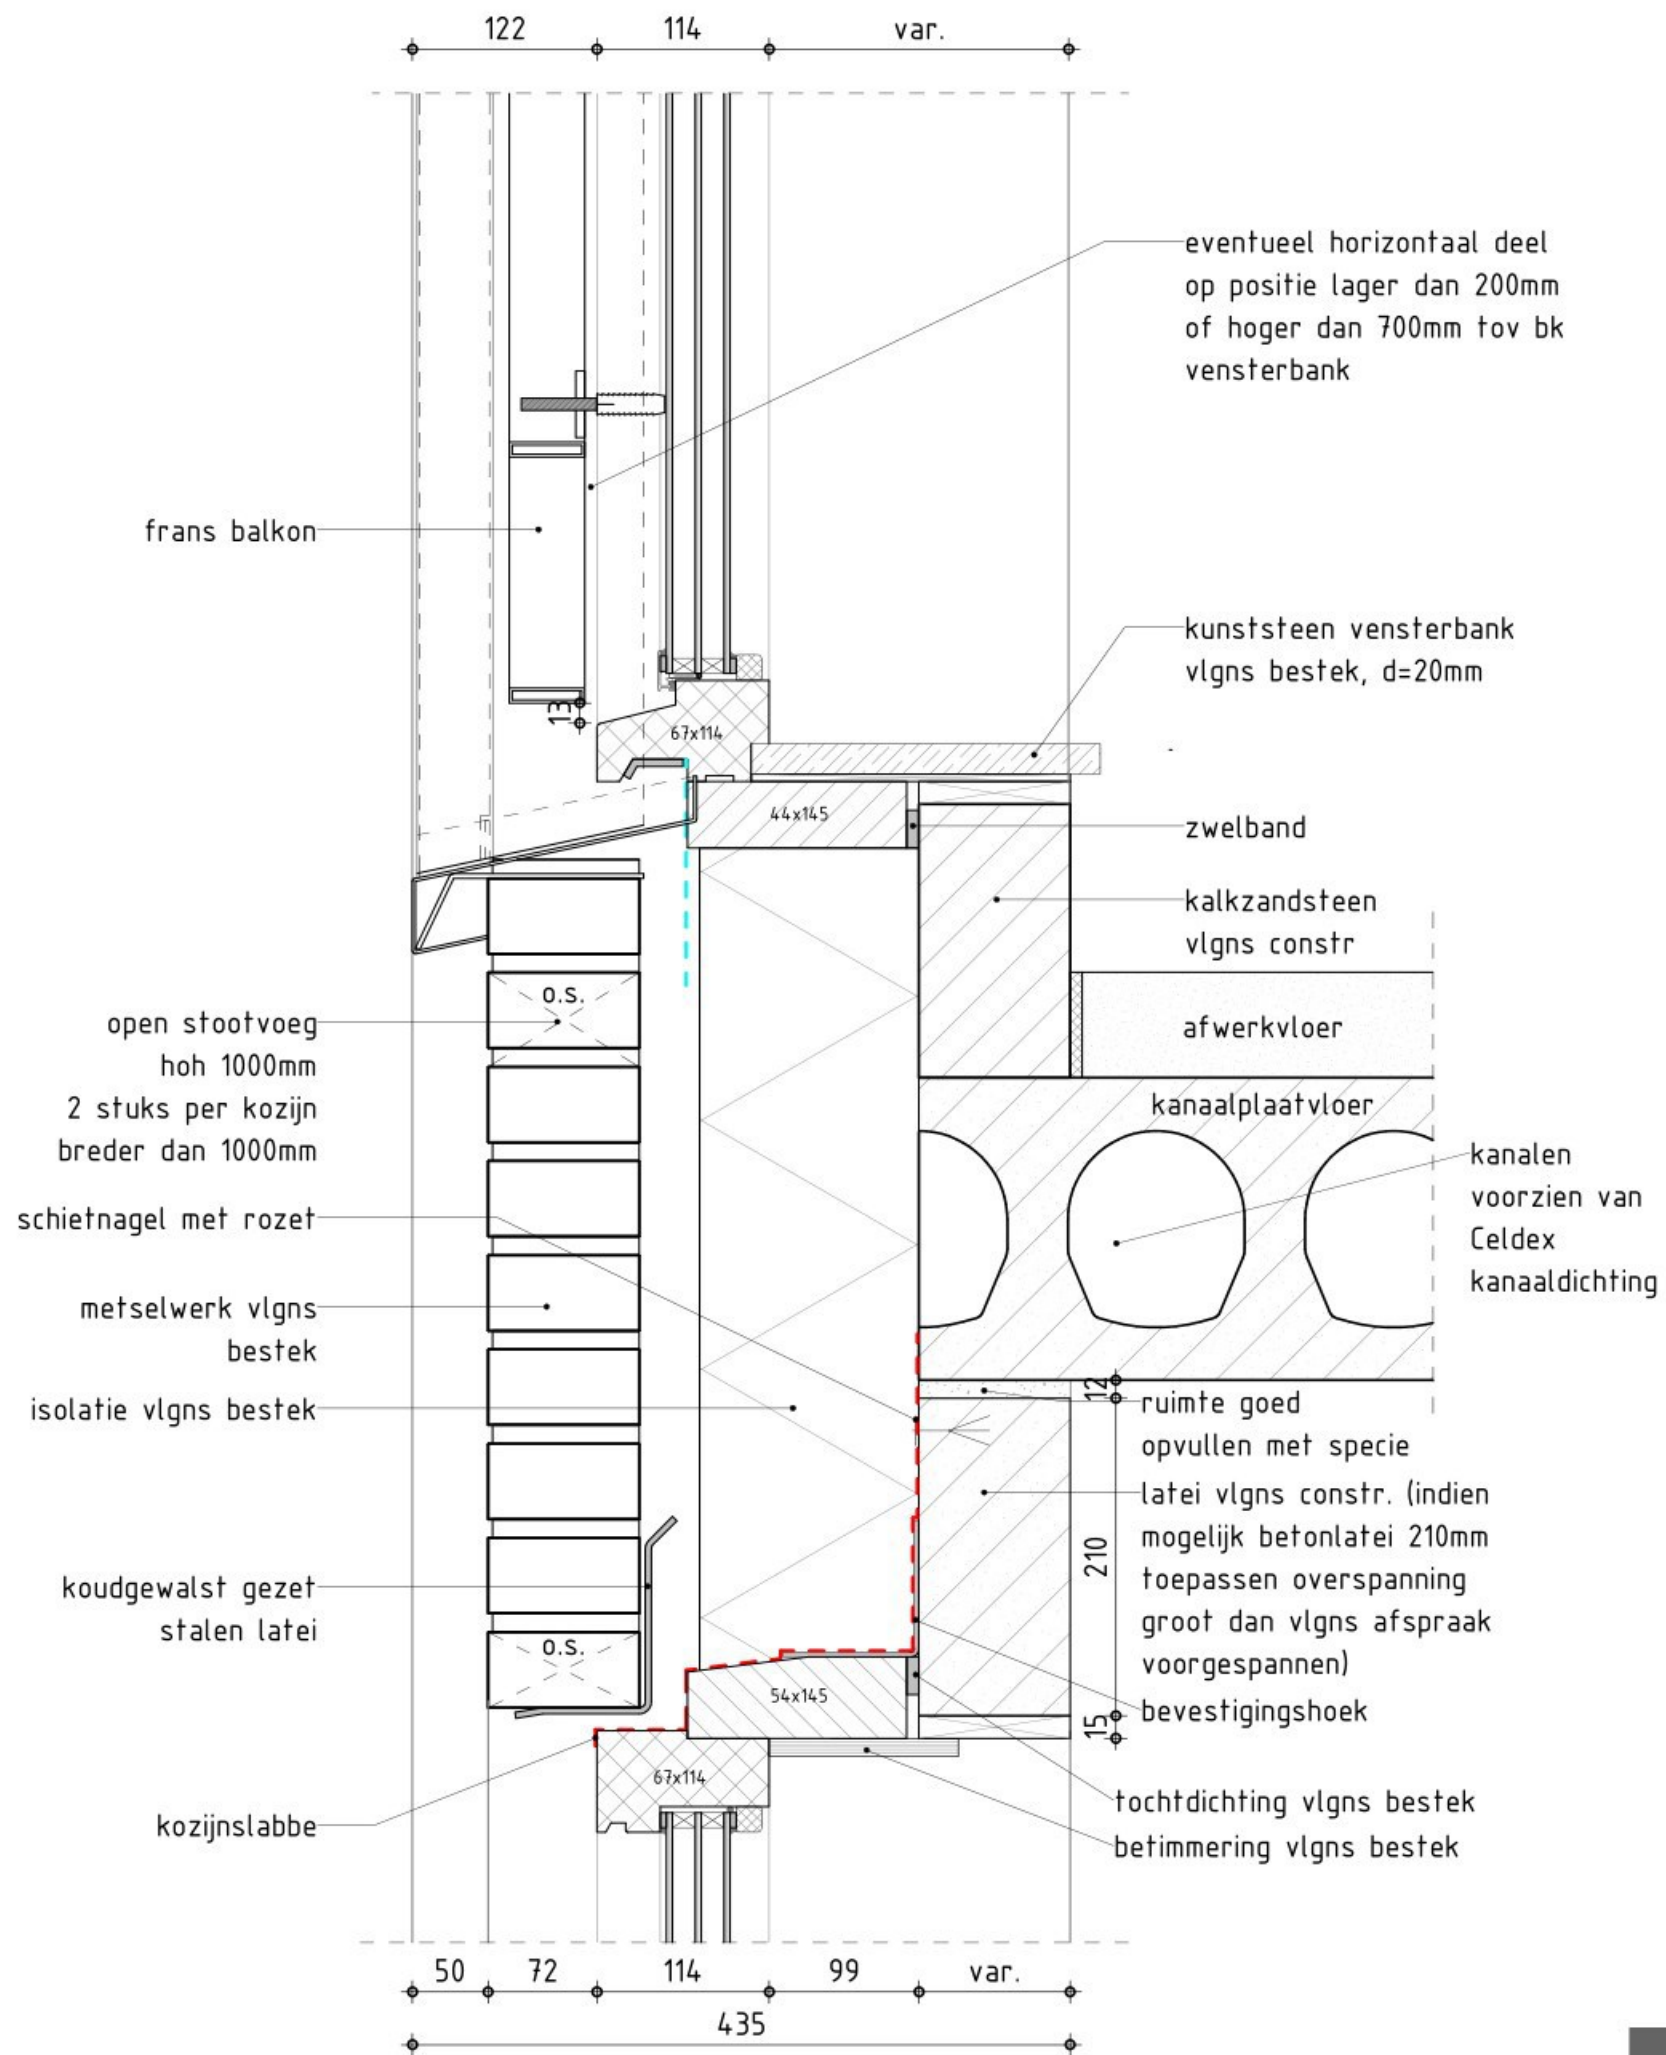 122
114
var.
eventueel horizontaal deel
op positie lager dan 200mm
of hoger dan 700mm tov bk
vensterbank
frans balkon
kunststeen vensterbank
vlgns bestek, d=20mm
13
67x114
44x145
zwelband
kalkzandsteen
vlgns constr
o.s.
open stootvoeg
hoh 1000mm
2 stuks per kozijn
breder dan 1000mm
afwerkvloer
kanaalplaatvloer
kanalen
voorzien van
Celdex
kanaaldichting
schietnagel met rozet
metselwerk vlgns
bestek
isolatie vlgns bestek
12
ruimte goed
opvullen met specie
latei vlgns constr. (indien
mogelijk betonlatei 210mm
toepassen overspanning
groot dan vlgns afspraak
voorgespannen)
210
koudgewalst gezet
stalen latei
o.s.
54x145
bevestigingshoek
15
67x114
kozijnslabbe
tochtdichting vlgns bestek
betimmering vlgns bestek
50
72
114
99
var.
435